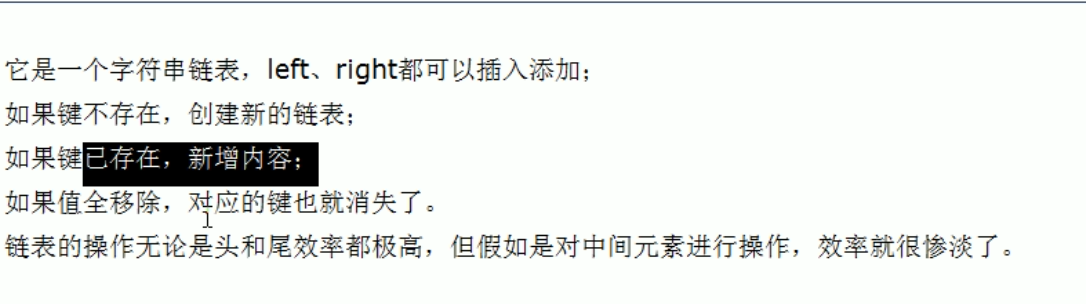 它是一个字符串链表，left、right都可以插入添加；
如果键不存在，创建新的链表；
如果键已存在，新增内容；
如果值全移除，对应的键也就消失了。
链表的操作无论是头和尾效率都极高，但假如是对中间元素进行操作，效率就很惨淡了。